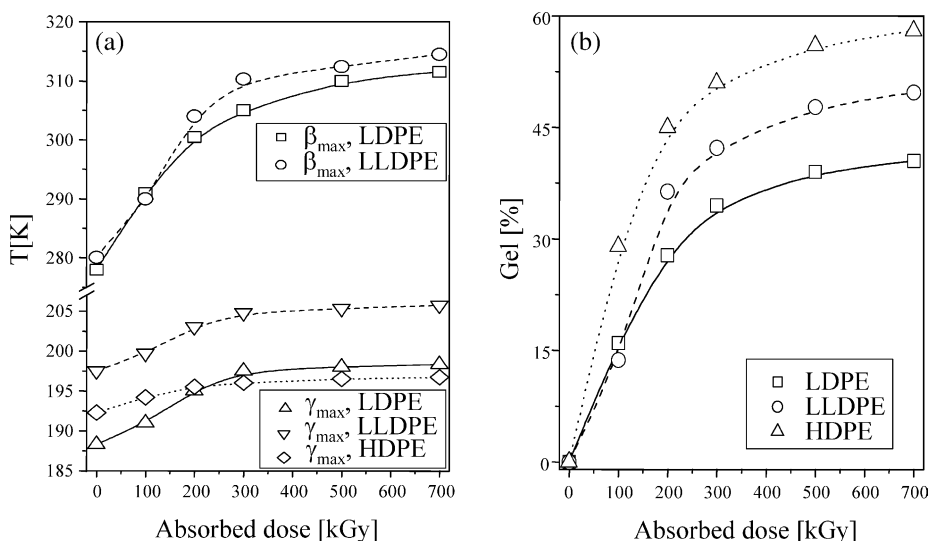 (a)
320
310
300
290
280
205
200
195
190
185
T[K]
β_max, LDPE
β_max, LLDPE
γ_max, LDPE
γ_max, LLDPE
γ_max, HDPE
0 100 200 300 400 500 600 700
Absorbed dose [kGy]
(b)
60
45
30
15
0
Gel [%]
LDPE
LLDPE
HDPE
0 100 200 300 400 500 600 700
Absorbed dose [kGy]